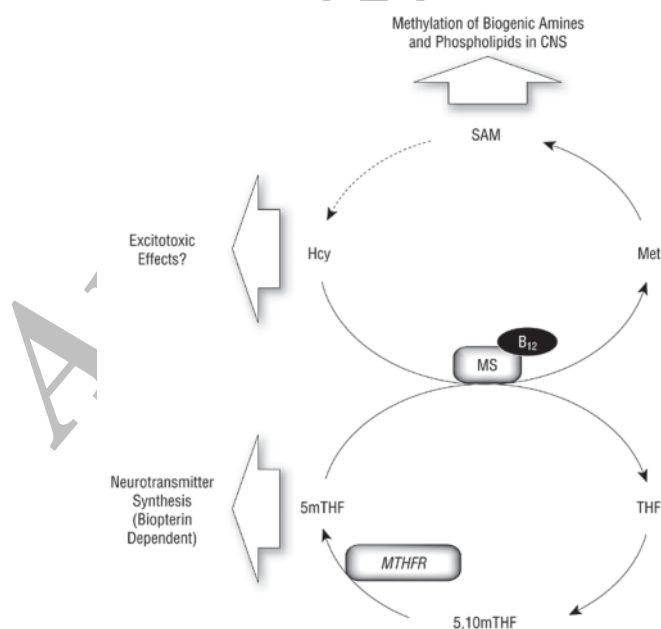 Methylation of Biogenic Amines
and Phospholipids in CNS
SAM
Excitotoxic
Effects?
Hcy
Met
B12
MS
Neurotransmitter
Synthesis
(Biopterin
Dependent)
5mTHF
THF
MTHFR
5,10mTHF